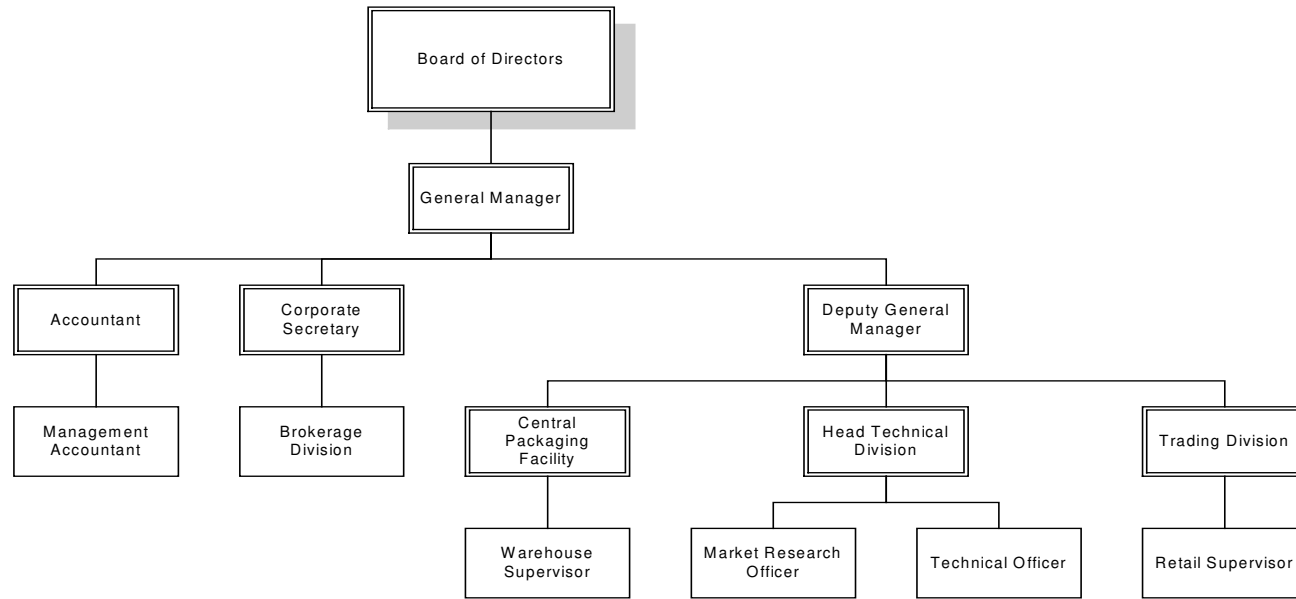 Board of Directors
General Manager
Accountant
Corporate
Secretary
Deputy General
Manager
Management
Accountant
Brokerage
Division
Central
Packaging
Facility
Head Technical
Division
Trading Division
Warehouse
Supervisor
Market Research
Officer
Technical Officer
Retail Supervisor